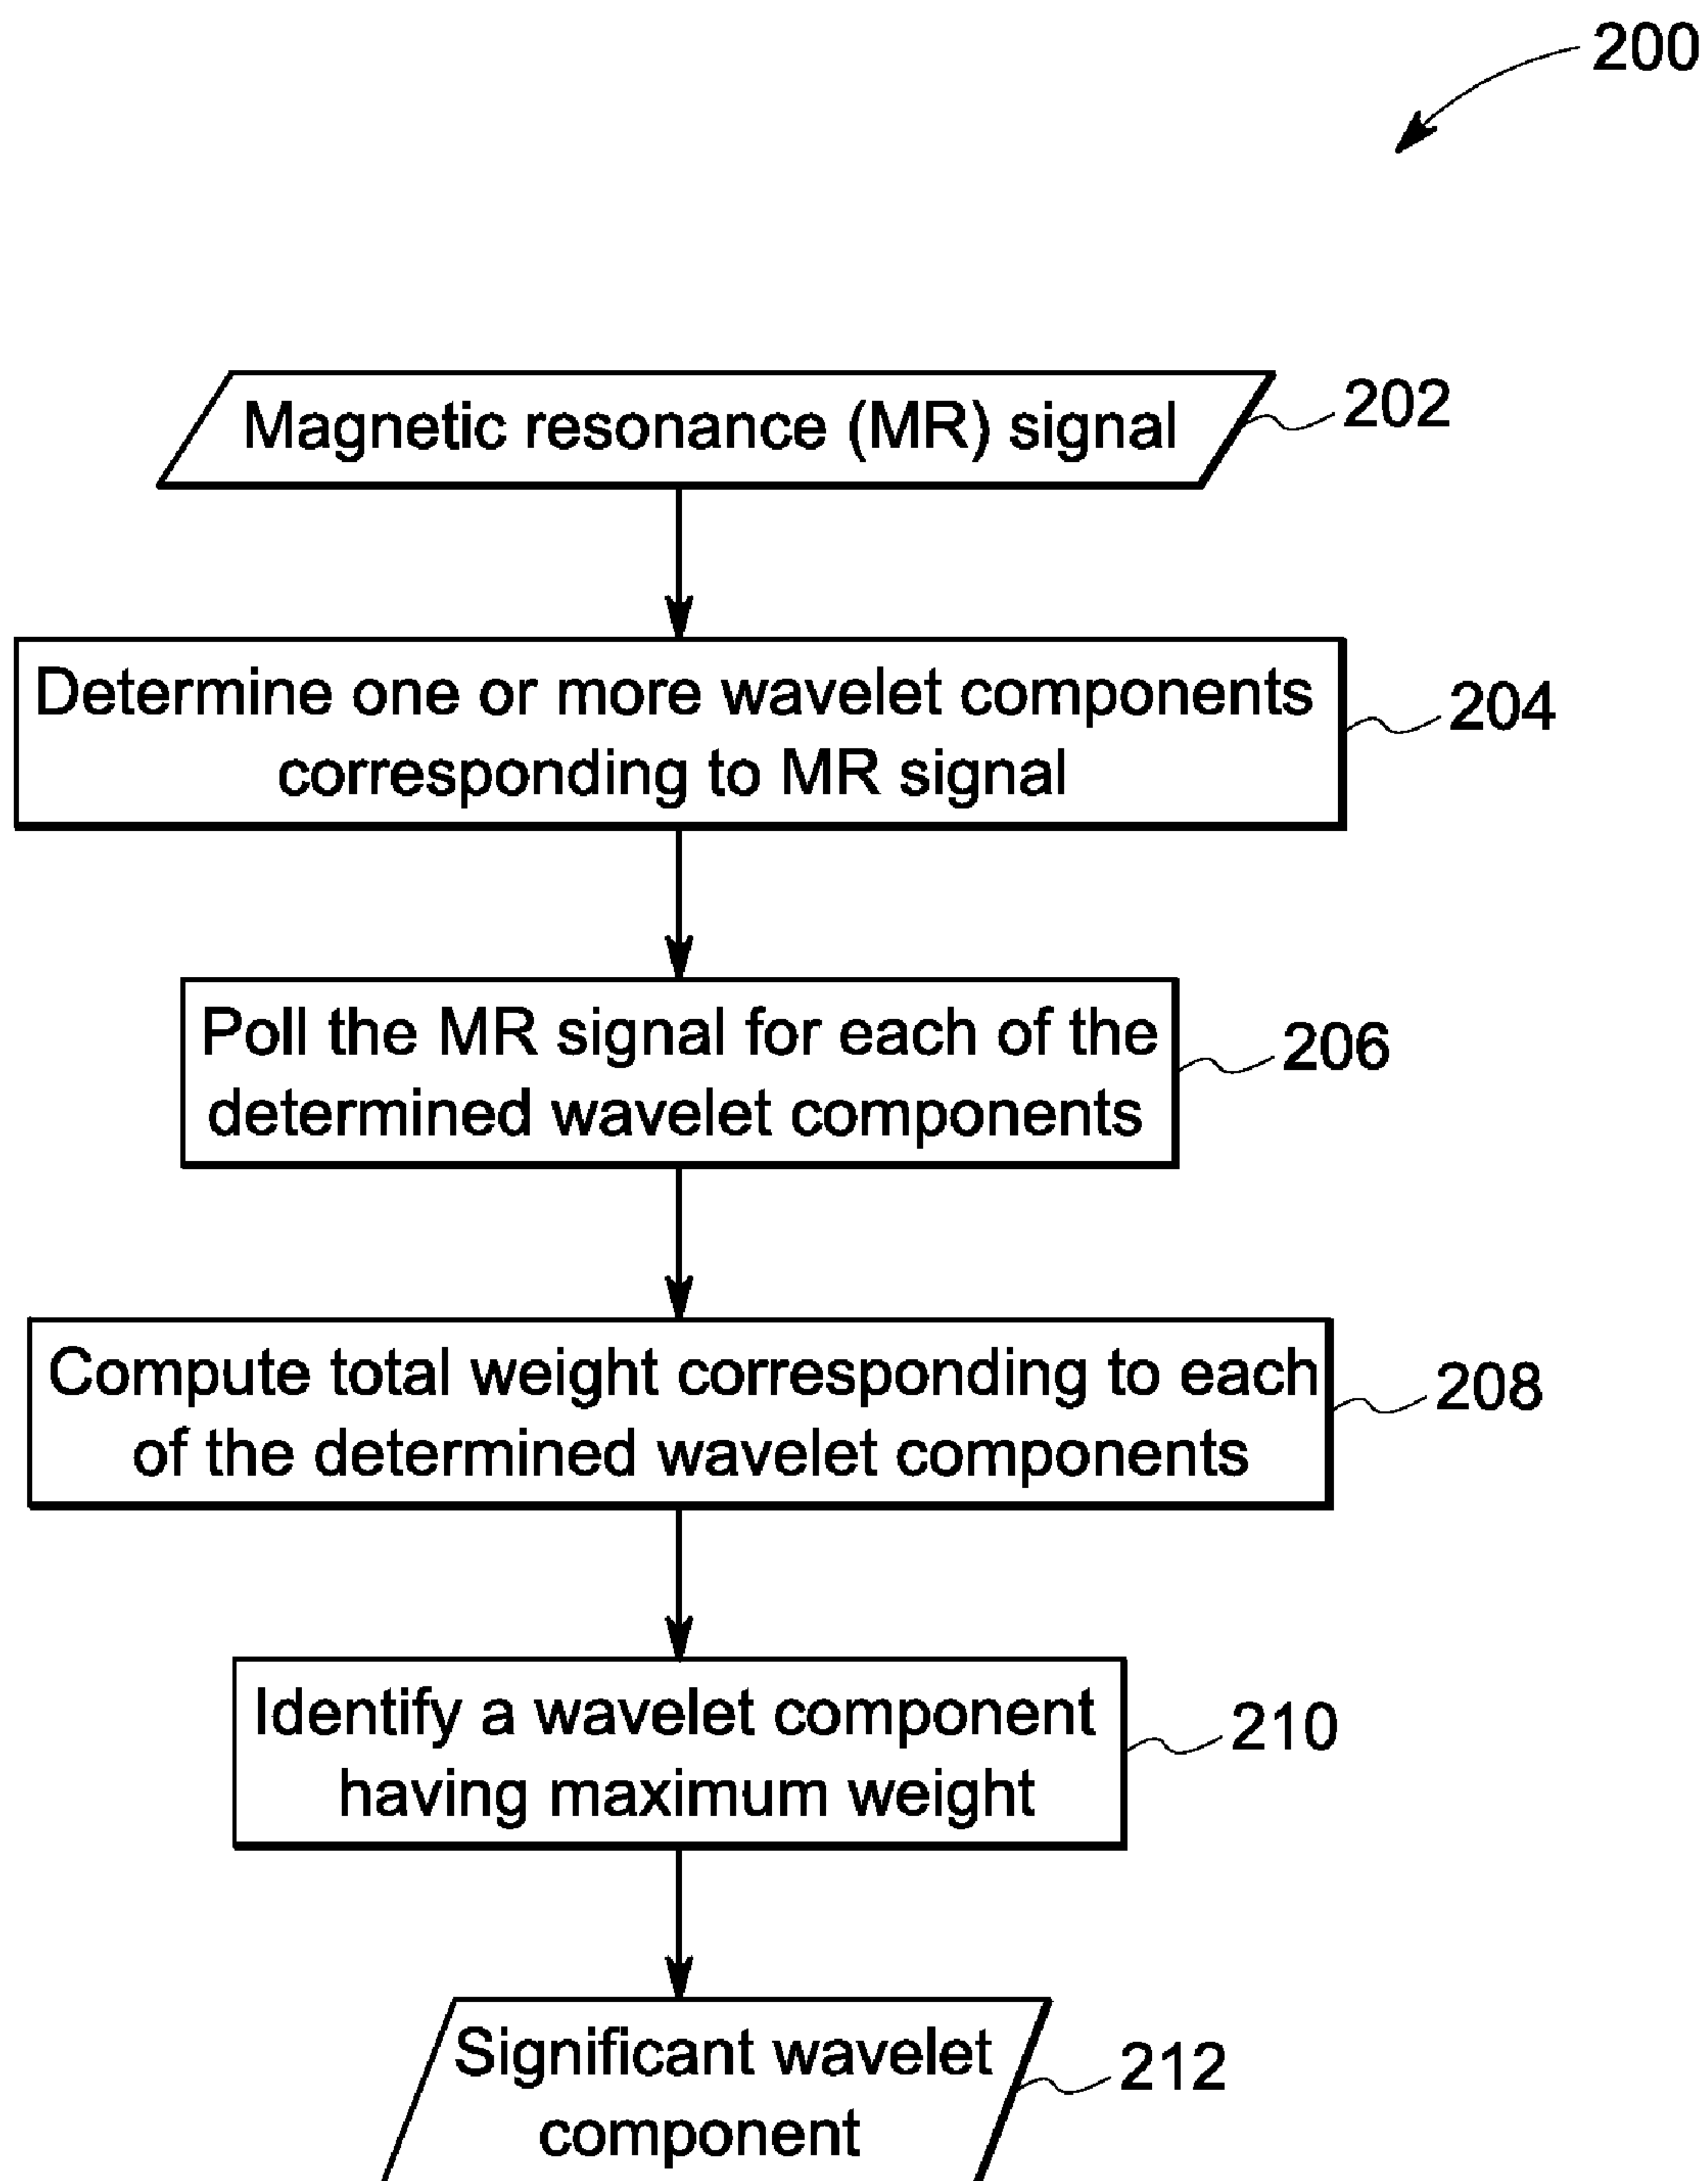 200
Magnetic resonance (MR) signal
202
Determine one or more wavelet components
corresponding to MR signal
204
Poll the MR signal for each of the
determined wavelet components
206
Compute total weight corresponding to each
of the determined wavelet components
208
Identify a wavelet component
having maximum weight
210
Significant wavelet
component
212